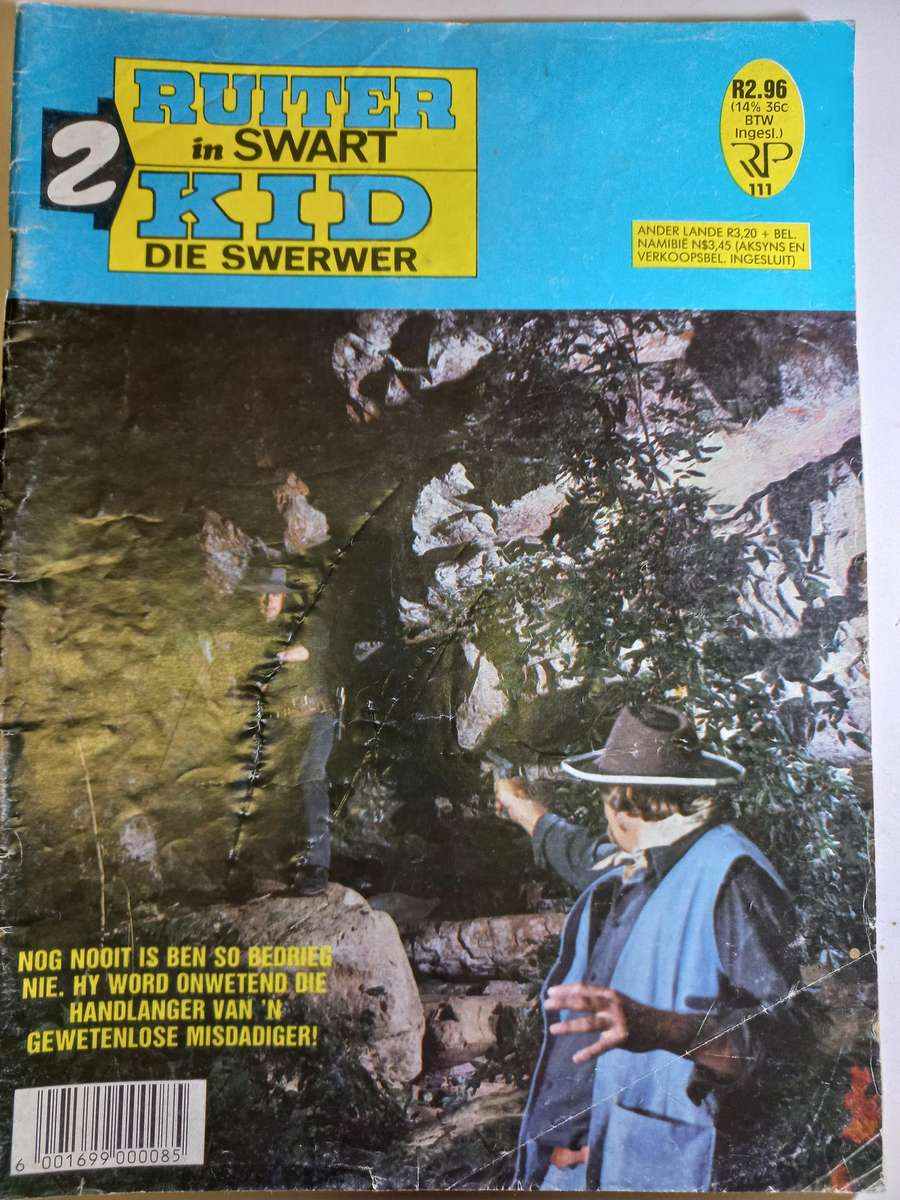 2
RUITER
in SWART
KID
DIE SWERWER
R2.96
(14% 36c
BTW
Ingesl.)
RP
111
ANDER LANDE R3,20 + BEL.
NAMIBIË N$3,45 (AKSYNS EN
VERKOOPSBEL. INGESLUIT)
NOG NOOIT IS BEN SO BEDRIEG
NIE. HY WORD ONWETEND DIE
HANDLANGER VAN 'N
GEWETENLOSE MISDADIGER!
6 001699 000085